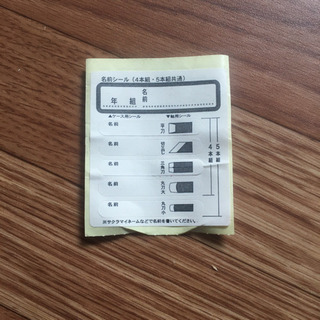 名前シール（4本組・5本組共通）
年 組 名前
▲ケース用シール ▼軸用シール
名前 平刀
名前 切出し
名前 三角刀
名前 丸刀大
名前 丸刀小
4本組
5本組
※サクラマイネームなどで名前を書いてください。